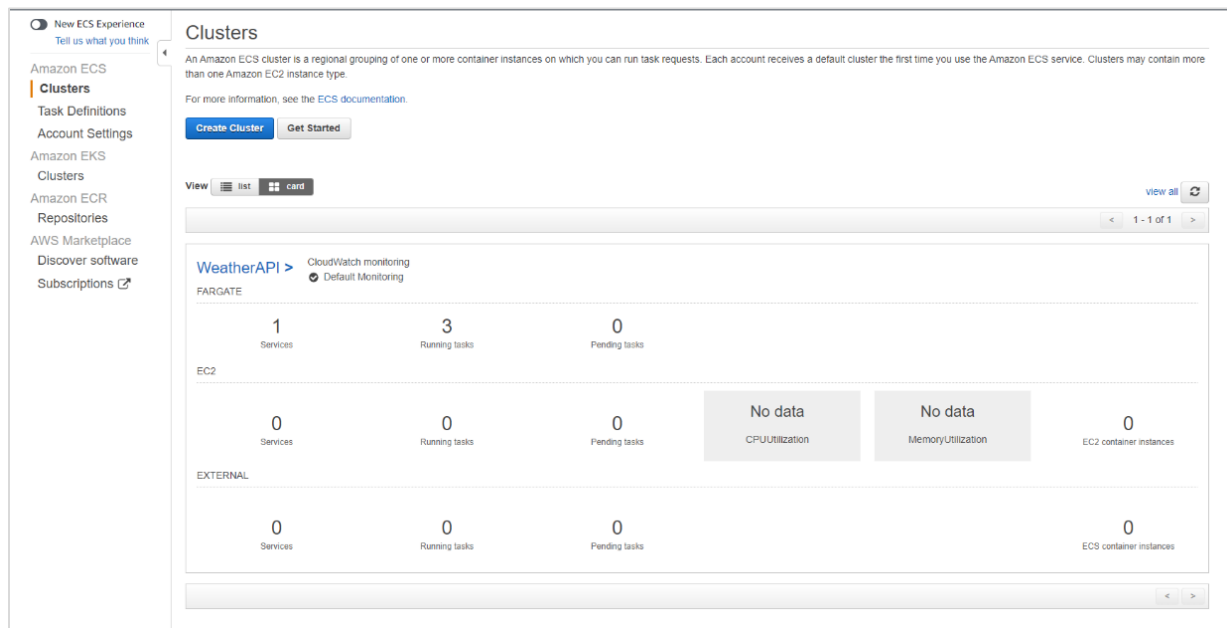 New ECS Experience
Tell us what you think
Amazon ECS
Clusters
Task Definitions
Account Settings
Amazon EKS
Clusters
Amazon ECR
Repositories
AWS Marketplace
Discover software
Subscriptions
Clusters
An Amazon ECS cluster is a regional grouping of one or more container instances on which you can run task requests. Each account receives a default cluster the first time you use the Amazon ECS service. Clusters may contain more
than one Amazon EC2 instance type.
For more information, see the ECS documentation.
Create Cluster Get Started
View list card
view all
< 1 - 1 of 1 >
WeatherAPI > CloudWatch monitoring
Default Monitoring
FARGATE
1 3 0
Services Running tasks Pending tasks
EC2
No data No data
0 0 0 0
CPUUtilization MemoryUtilization
Services Running tasks Pending tasks EC2 container instances
EXTERNAL
0 0 0 0
Services Running tasks Pending tasks ECS container instances
< >